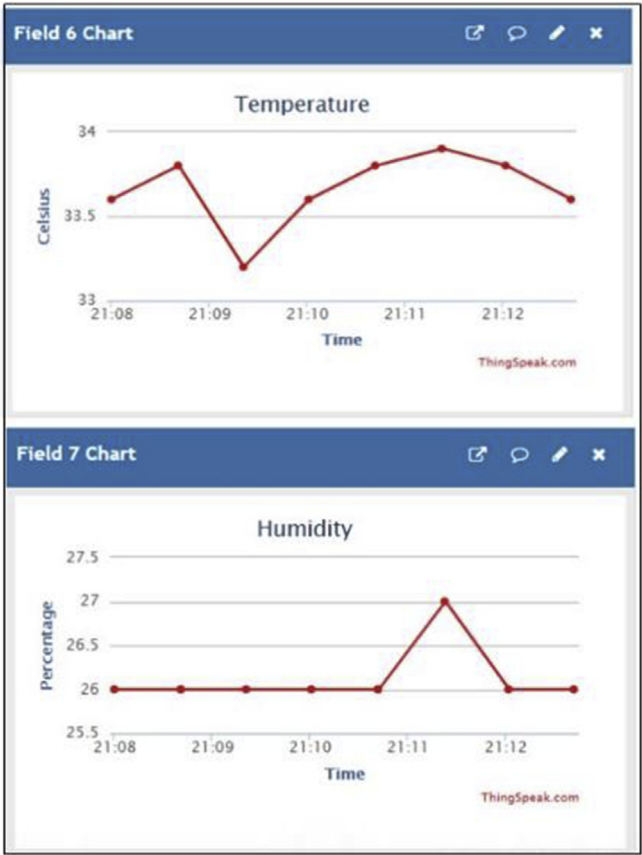 Field 6 Chart
Temperature
34
33.5
33
Celsius
21:08 21:09 21:10 21:11 21:12
Time
ThingSpeak.com
Field 7 Chart
Humidity
27.5
27
26.5
26
25.5
Percentage
21:08 21:09 21:10 21:11 21:12
Time
ThingSpeak.com